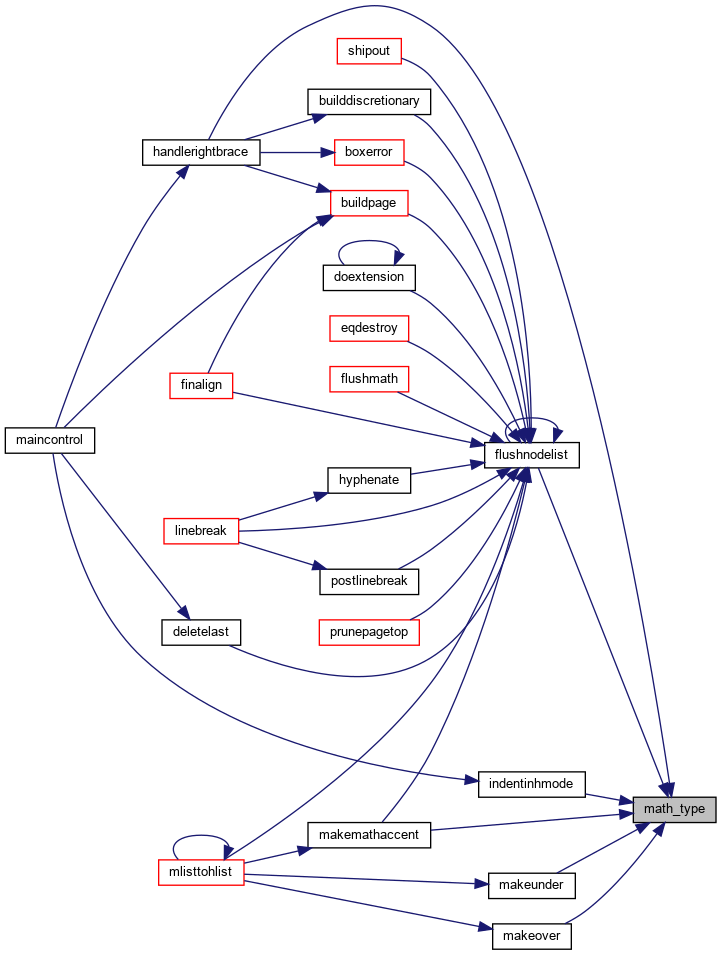 shipout
builddiscretionary
handlerightbrace
boxerror
buildpage
doextension
eqdestroy
flushmath
finalign
maincontrol
flushnodelist
hyphenate
linebreak
postlinebreak
deletelast
prunepagetop
indentinhmode
math_type
makemathaccent
mlisttohlist
makeunder
makeover